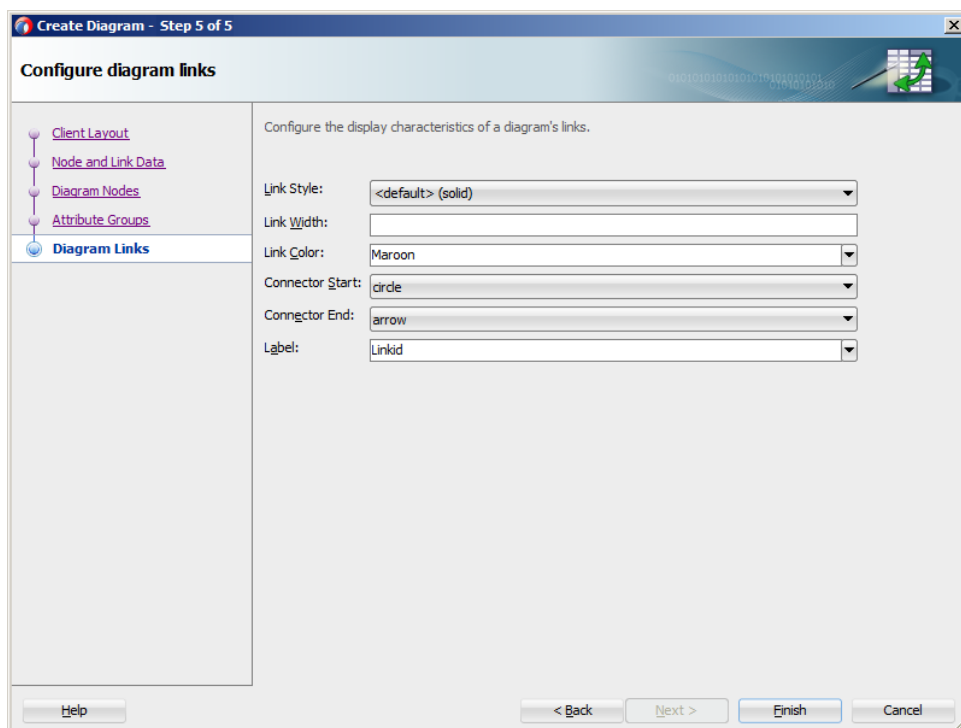 Create Diagram - Step 5 of 5
Configure diagram links
010101010101010101010101
01010101010
Client Layout
Node and Link Data
Diagram Nodes
Attribute Groups
Diagram Links
Configure the display characteristics of a diagram's links.
Link Style: <default> (solid)
Link Width:
Link Color: Maroon
Connector Start: circle
Connector End: arrow
Label: Linkid
Help < Back Next > Finish Cancel